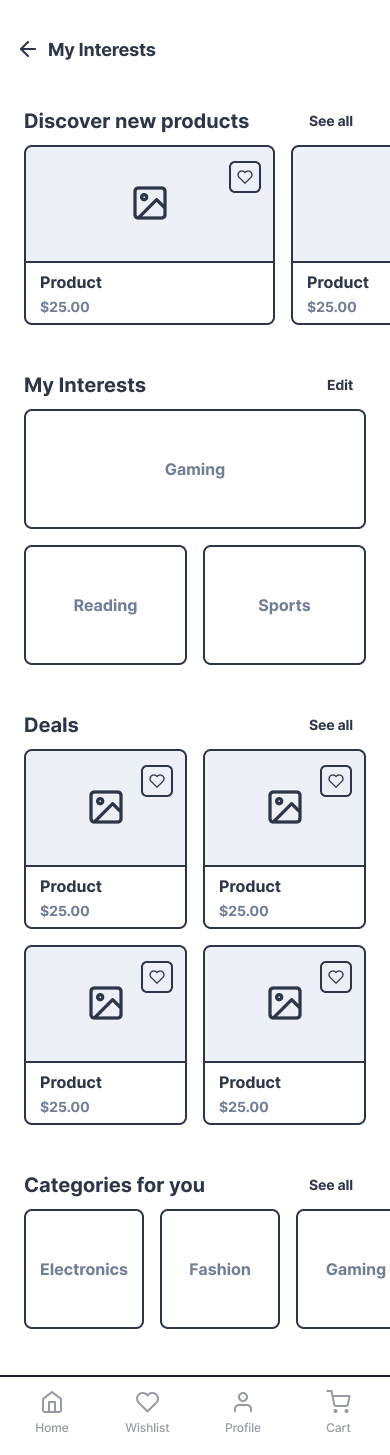 My Interests
Discover new products
See all
Product
$25.00
Product
$25.00
My Interests
Edit
Gaming
Reading
Sports
Deals
See all
Product
$25.00
Product
$25.00
Product
$25.00
Product
$25.00
Categories for you
See all
Electronics
Fashion
Gaming
Home
Wishlist
Profile
Cart